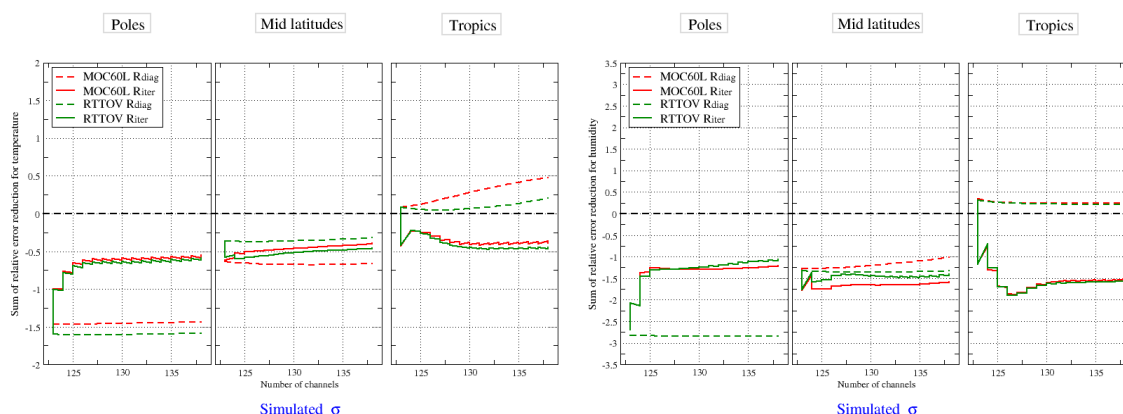 Poles
Mid latitudes
Tropics
Sum of relative error reduction for temperature
2
1.5
1
0.5
0
-0.5
-1
-1.5
-2
MOC60L Rdiag
MOC60L Riter
RTTOV Rdiag
RTTOV Riter
125 130 135
125 130 135
125 130 135
Number of channels
Simulated σ
Poles
Mid latitudes
Tropics
Sum of relative error reduction for humidity
3.5
3
2.5
2
1.5
1
0.5
0
-0.5
-1
-1.5
-2
-2.5
-3
-3.5
MOC60L Rdiag
MOC60L Riter
RTTOV Rdiag
RTTOV Riter
125 130 135
125 130 135
125 130 135
Number of channels
Simulated σ